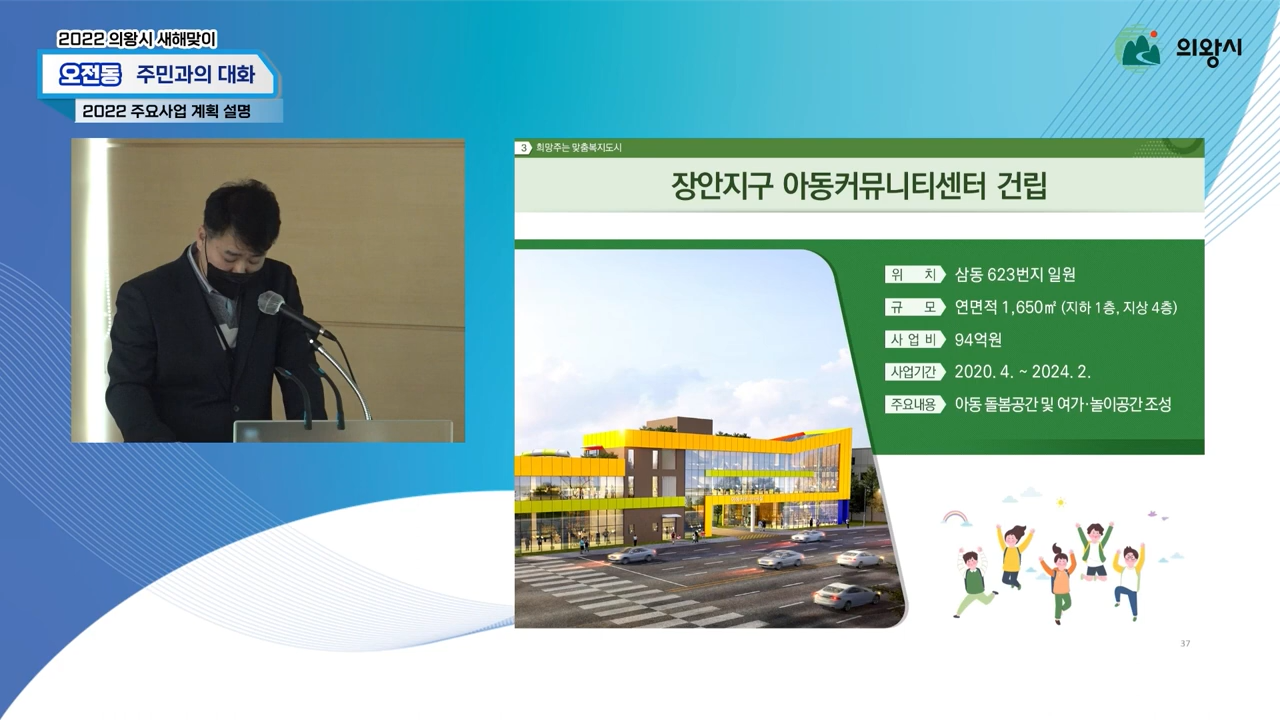 2022 의왕시 새해맞이
오전동 주민과의 대화
2022 주요사업 계획 설명
의왕시
3 희망주는 맞춤복지도시
장안지구 아동커뮤니티센터 건립
위 치 삼동 623번지 일원
규 모 연면적 1,650㎡ (지하 1층, 지상 4층)
사 업 비 94억원
사업기간 2020. 4. ~ 2024. 2.
주요내용 아동 돌봄공간 및 여가·놀이공간 조성
37